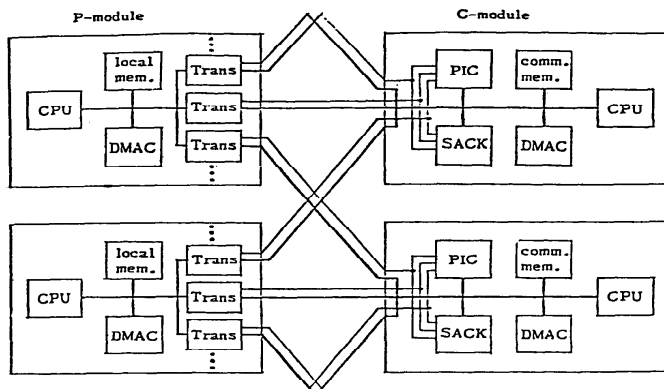 P-module
C-module
local
mem.
Trans
CPU
Trans
DMAC
Trans
PIC
comm.
mem.
CPU
SACK
DMAC
local
mem.
Trans
CPU
Trans
DMAC
Trans
PIC
comm.
mem.
CPU
SACK
DMAC